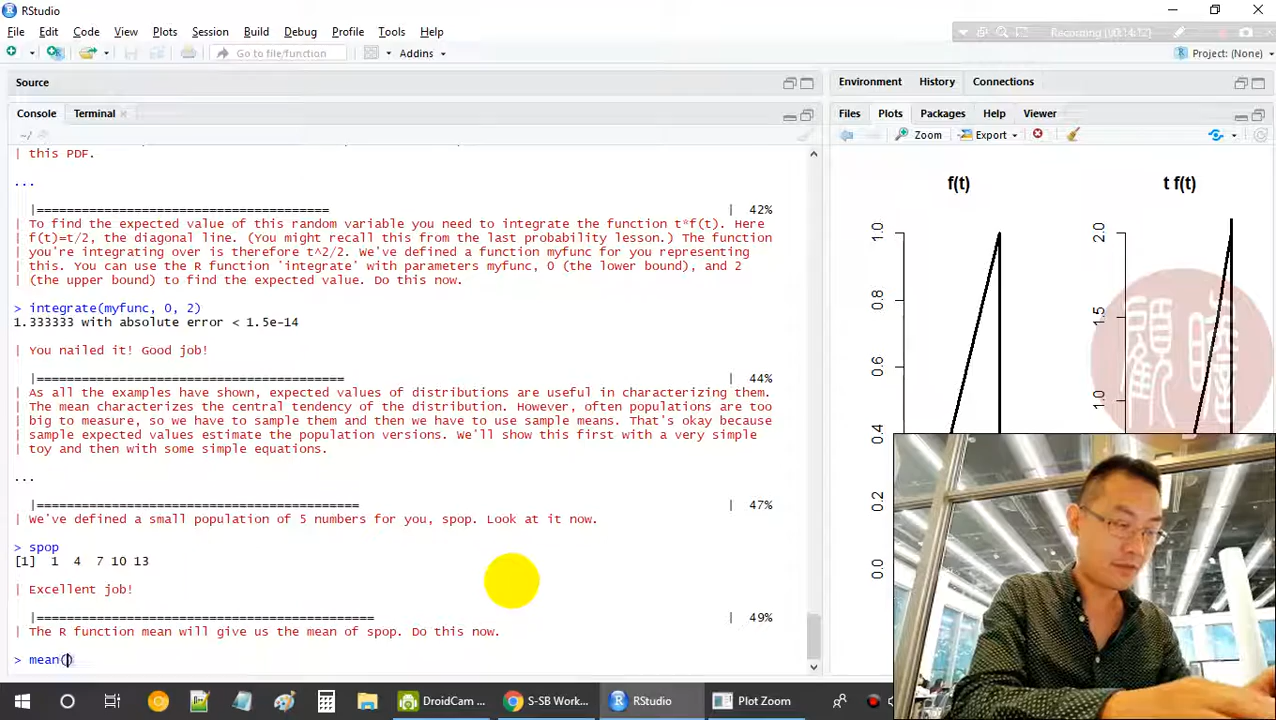 RStudio
File Edit Code View Plots Session Build Debug Profile Tools Help
Recording (00:14:12)
Go to file/function
Addins
Project: (None)
Source
Environment History Connections
Console Terminal
Files Plots Packages Help Viewer
~/
Zoom Export
| this PDF.
...
|======================================= | 42%
| To find the expected value of this random variable you need to integrate the function t*f(t). Here
| f(t)=t/2, the diagonal line. (You might recall this from the last probability lesson.) The function
| you're integrating over is therefore t^2/2. We've defined a function myfunc for you representing
| this. You can use the R function `integrate' with parameters myfunc, 0 (the lower bound), and 2
| (the upper bound) to find the expected value. Do this now.
> integrate(myfunc, 0, 2)
1.333333 with absolute error < 1.5e-14
| You nailed it! Good job!
|========================================= | 44%
| As all the examples have shown, expected values of distributions are useful in characterizing them.
| The mean characterizes the central tendency of the distribution. However, often populations are too
| big to measure, so we have to sample them and then we have to use sample means. That's okay because
| sample expected values estimate the population versions. We'll show this first with a very simple
| toy and then with some simple equations.
...
|=========================================== | 47%
| We've defined a small population of 5 numbers for you, spop. Look at it now.
> spop
[1] 1 4 7 10 13
| Excellent job!
|============================================= | 49%
| The R function mean will give us the mean of spop. Do this now.
> mean()
f(t)
t f(t)
1.0
0.8
0.6
0.4
0.2
0.0
2.0
1.5
1.0
DroidCam ...
S-SB Work...
RStudio
Plot Zoom